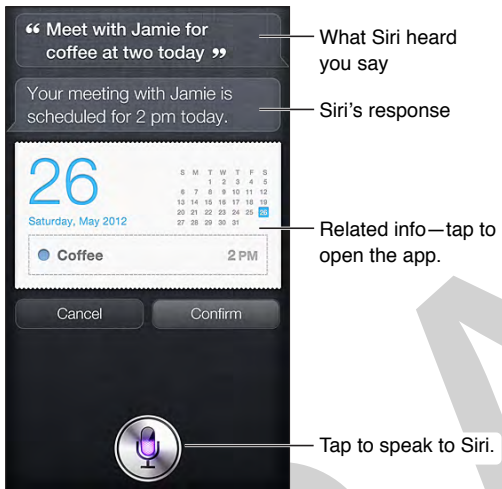 “ Meet with Jamie for
coffee at two today ”
What Siri heard
you say
Your meeting with Jamie is
scheduled for 2 pm today.
Siri’s response
26
Saturday, May 2012
S M T W T F S
1 2 3 4 5
6 7 8 9 10 11 12
13 14 15 16 17 18 19
20 21 22 23 24 25 26
27 28 29 30 31
Coffee 2 PM
Related info—tap to
open the app.
Cancel Confirm
Tap to speak to Siri.